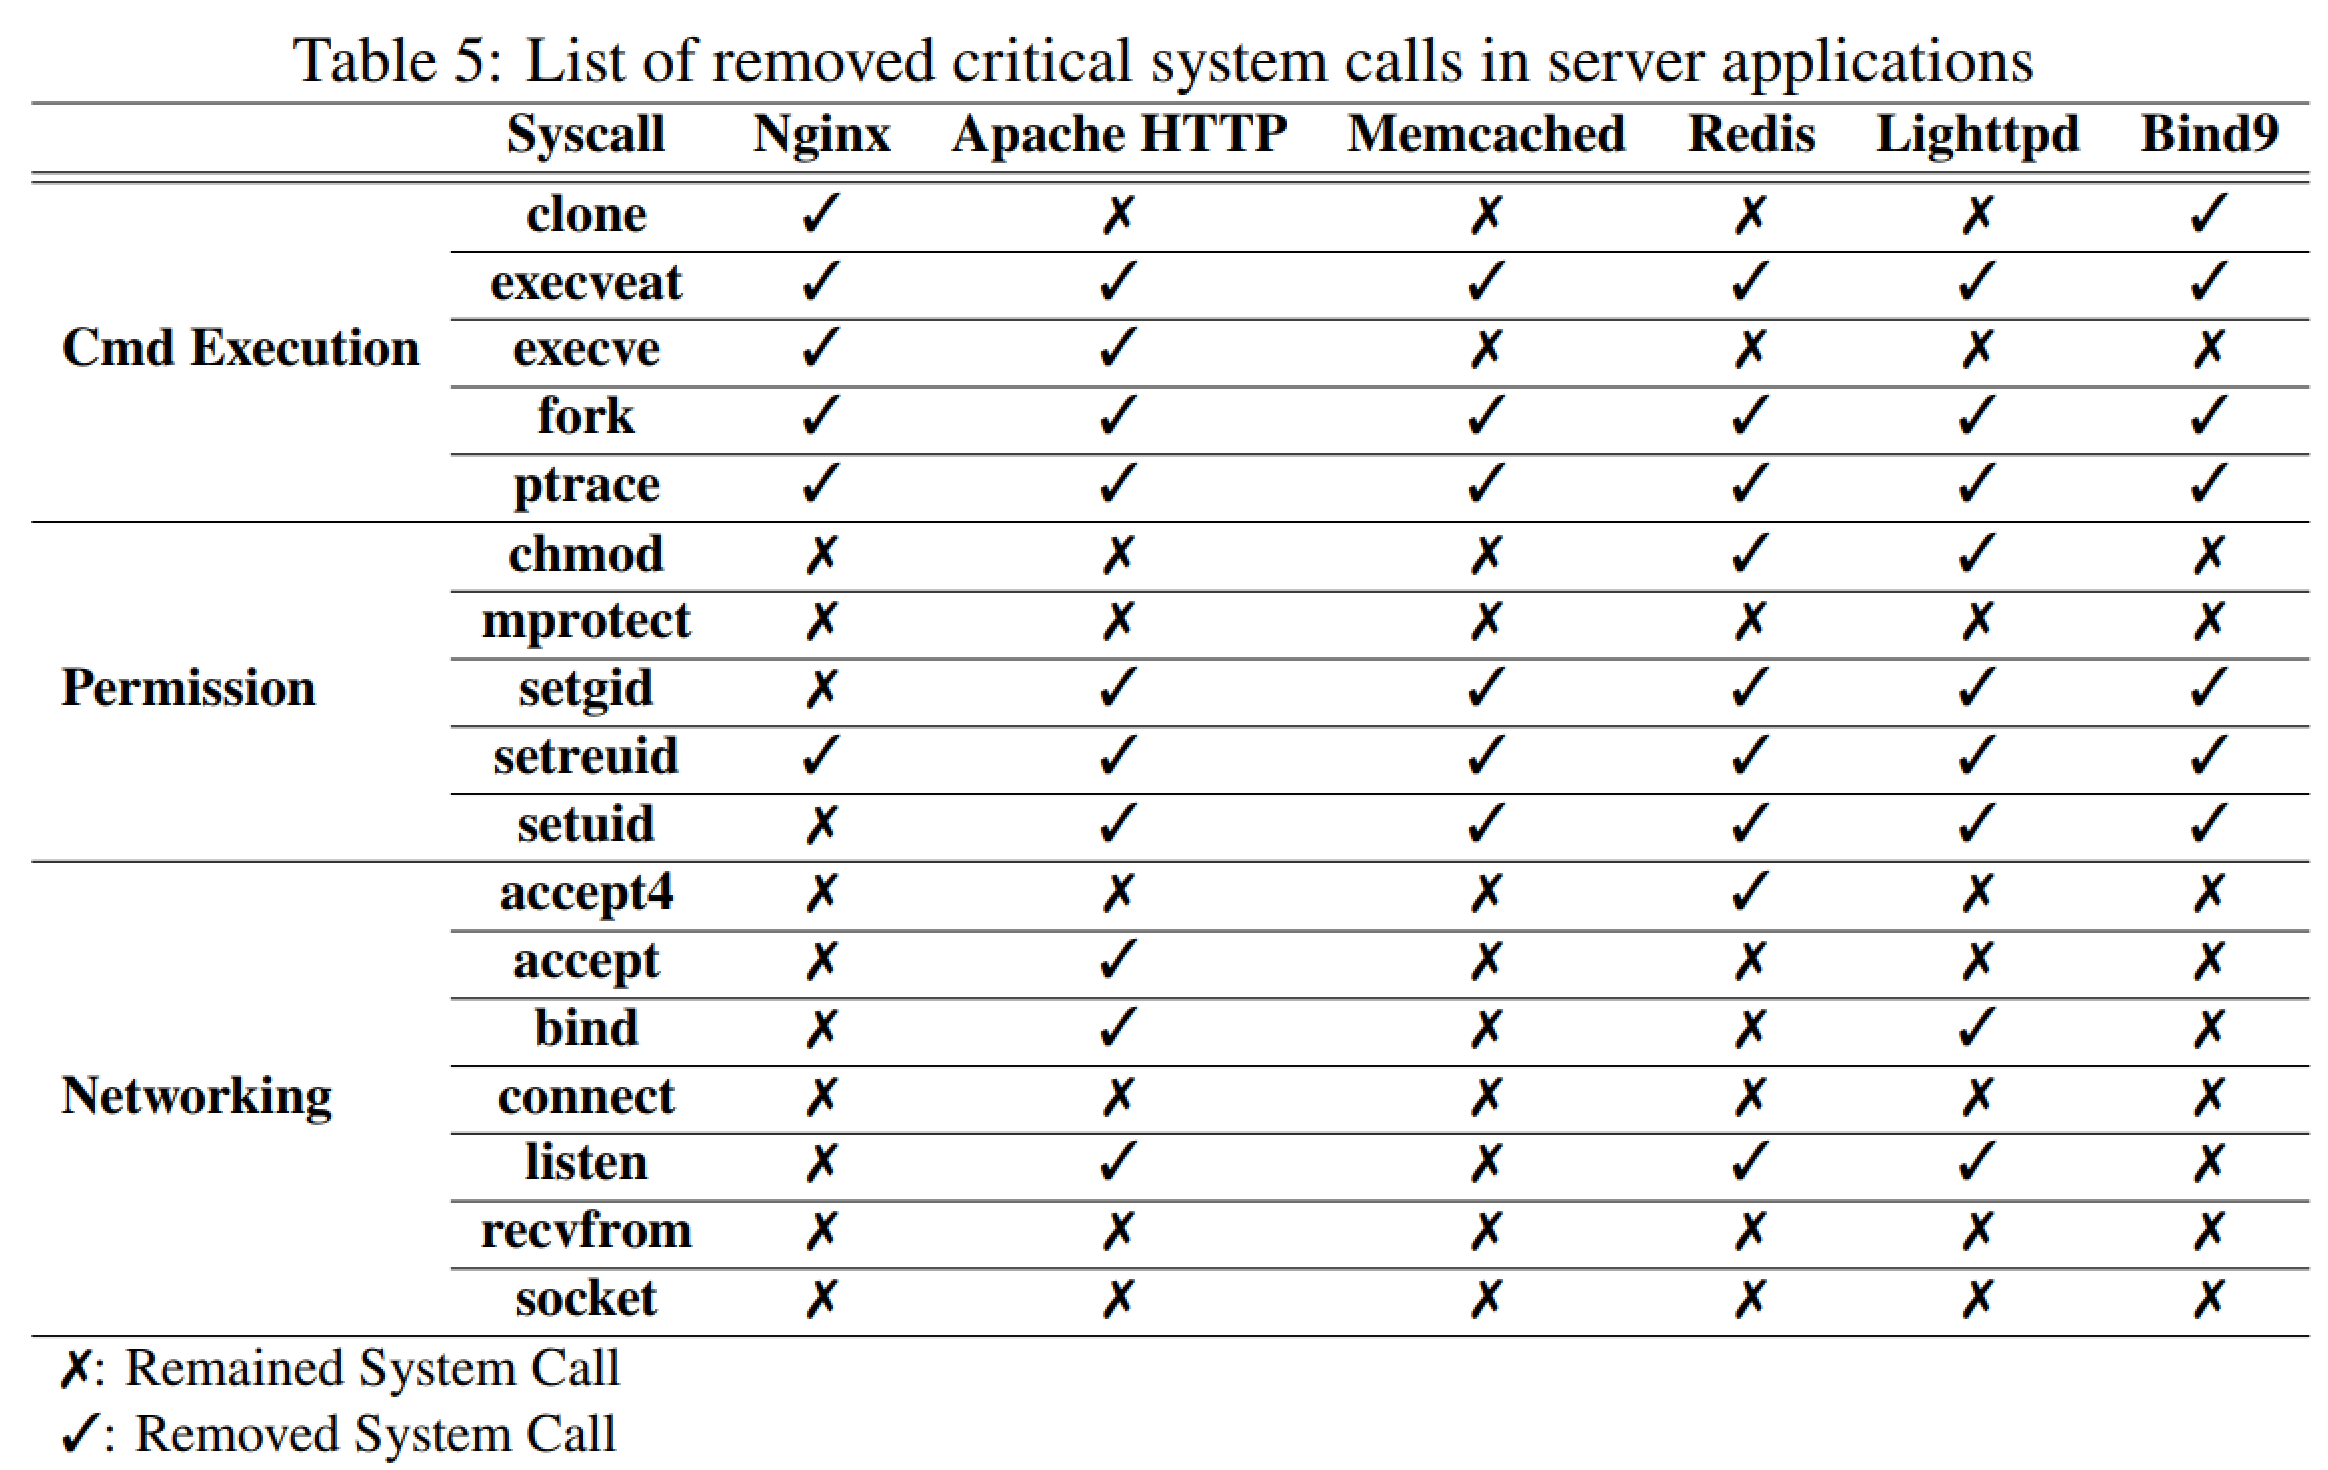 Table 5: List of removed critical system calls in server applications
Syscall Nginx Apache HTTP Memcached Redis Lighttpd Bind9
clone ✓ ✗ ✗ ✗ ✗ ✓
execveat ✓ ✓ ✓ ✓ ✓ ✓
Cmd Execution execve ✓ ✓ ✗ ✗ ✗ ✗
fork ✓ ✓ ✓ ✓ ✓ ✓
ptrace ✓ ✓ ✓ ✓ ✓ ✓
chmod ✗ ✗ ✗ ✓ ✓ ✗
mprotect ✗ ✗ ✗ ✗ ✗ ✗
Permission setgid ✗ ✓ ✓ ✓ ✓ ✓
setreuid ✓ ✓ ✓ ✓ ✓ ✓
setuid ✗ ✓ ✓ ✓ ✓ ✓
accept4 ✗ ✗ ✗ ✓ ✗ ✗
accept ✗ ✓ ✗ ✗ ✗ ✗
bind ✗ ✓ ✗ ✗ ✓ ✗
Networking connect ✗ ✗ ✗ ✗ ✗ ✗
listen ✗ ✓ ✗ ✓ ✓ ✗
recvfrom ✗ ✗ ✗ ✗ ✗ ✗
socket ✗ ✗ ✗ ✗ ✗ ✗
✗: Remained System Call
✓: Removed System Call